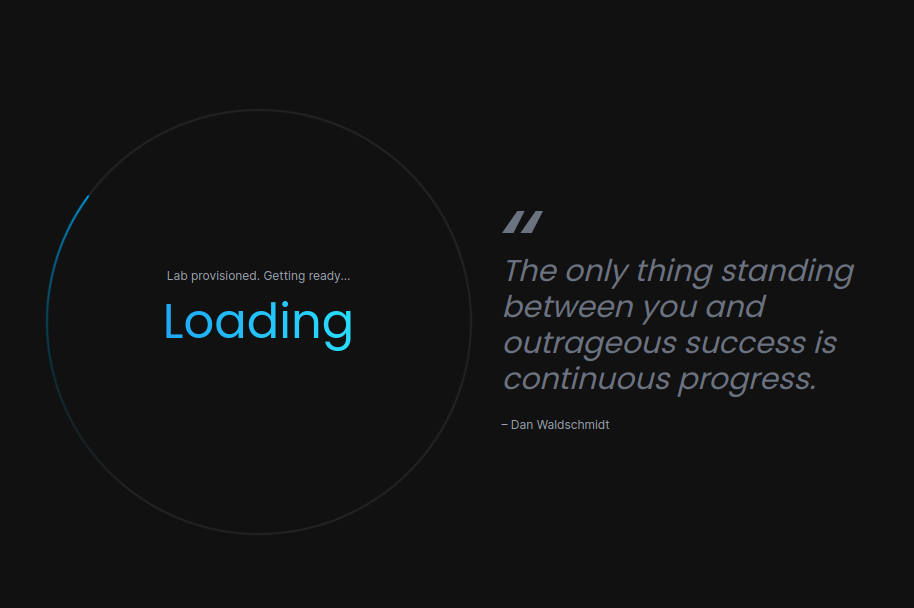 Lab provisioned. Getting ready...
Loading
"
The only thing standing
between you and
outrageous success is
continuous progress.
– Dan Waldschmidt